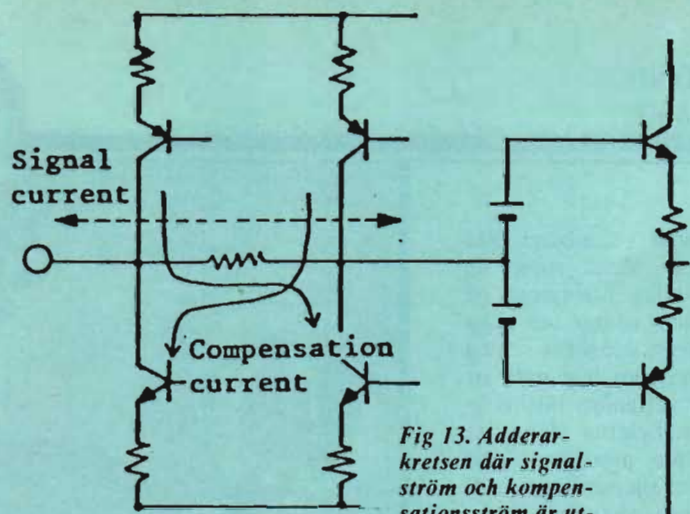 Signal
current
Compensation
current
Fig 13. Adderar-
kretsen där signal-
ström och kompen-
sationsström är ut-